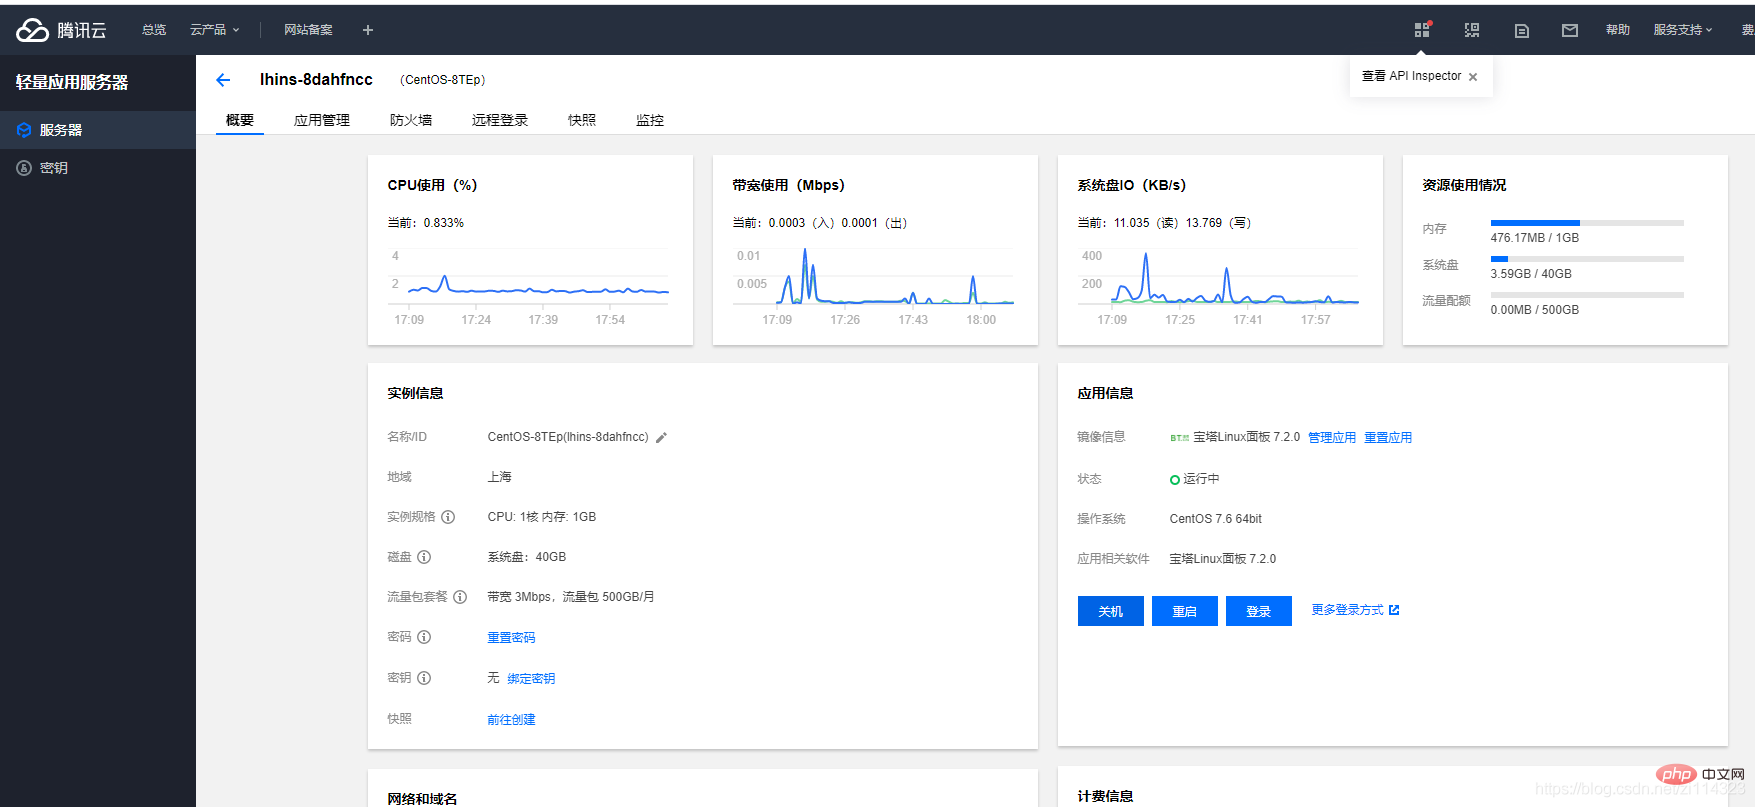 腾讯云 总览 云产品 网站备案 帮助 服务支持
轻量应用服务器
服务器
密钥
lhins-8dahfncc (CentOS-8TEp)
查看 API Inspector
概要 应用管理 防火墙 远程登录 快照 监控
CPU使用（%）
当前：0.833%
4
2
17:09 17:24 17:39 17:54
带宽使用（Mbps）
当前：0.0003（入）0.0001（出）
0.01
0.005
17:09 17:26 17:43 18:00
系统盘IO（KB/s）
当前：11.035（读）13.769（写）
400
200
17:09 17:25 17:41 17:57
资源使用情况
内存
476.17MB / 1GB
系统盘
3.59GB / 40GB
流量配额
0.00MB / 500GB
实例信息
名称/ID CentOS-8TEp(lhins-8dahfncc)
地域 上海
实例规格 CPU: 1核 内存: 1GB
磁盘 系统盘：40GB
流量包套餐 带宽 3Mbps，流量包 500GB/月
密码 重置密码
密钥 无 绑定密钥
快照 前往创建
应用信息
镜像信息 宝塔Linux面板 7.2.0 管理应用 重置应用
状态 运行中
操作系统 CentOS 7.6 64bit
应用相关软件 宝塔Linux面板 7.2.0
关机 重启 登录 更多登录方式
网络和域名
计费信息
php 中文网